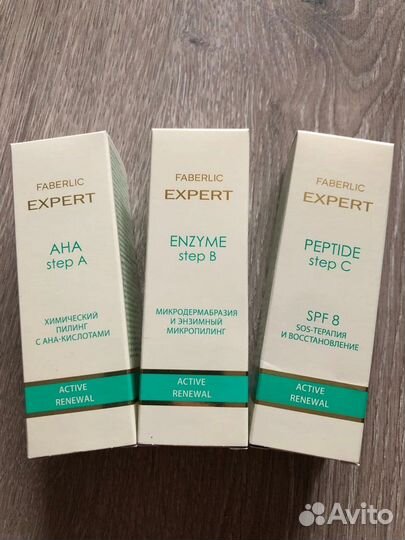 FABERLIC
EXPERT
AHA
step A
ХИМИЧЕСКИЙ
ПИЛИНГ
С АНА-КИСЛОТАМИ
ACTIVE
RENEWAL
FABERLIC
EXPERT
ENZYME
step B
МИКРОДЕРМАБРАЗИЯ
И ЭНЗИМНЫЙ
МИКРОПИЛИНГ
ACTIVE
RENEWAL
FABERLIC
EXPERT
PEPTIDE
step C
SPF 8
SOS-ТЕРАПИЯ
И ВОССТАНОВЛЕНИЕ
ACTIVE
RENEWAL
Avito